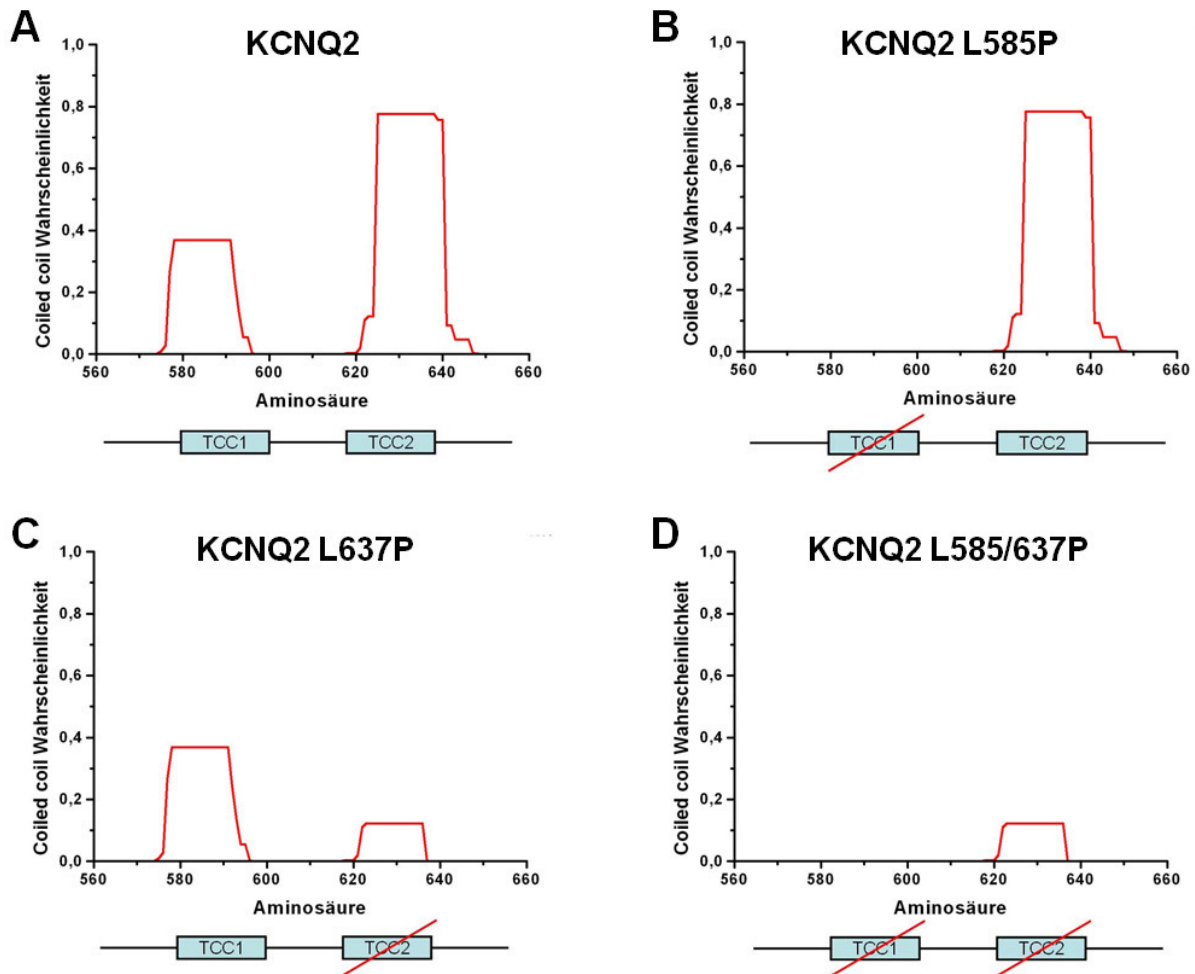 A
KCNQ2
Coiled coil Wahrscheinlichkeit
1,0
0,8
0,6
0,4
0,2
0,0
560 580 600 620 640 660
Aminosäure
TCC1 TCC2
B
KCNQ2 L585P
Coiled coil Wahrscheinlichkeit
1,0
0,8
0,6
0,4
0,2
0,0
560 580 600 620 640 660
Aminosäure
TCC1 TCC2
C
KCNQ2 L637P
Coiled coil Wahrscheinlichkeit
1,0
0,8
0,6
0,4
0,2
0,0
560 580 600 620 640 660
Aminosäure
TCC1 TCC2
D
KCNQ2 L585/637P
Coiled coil Wahrscheinlichkeit
1,0
0,8
0,6
0,4
0,2
0,0
560 580 600 620 640 660
Aminosäure
TCC1 TCC2